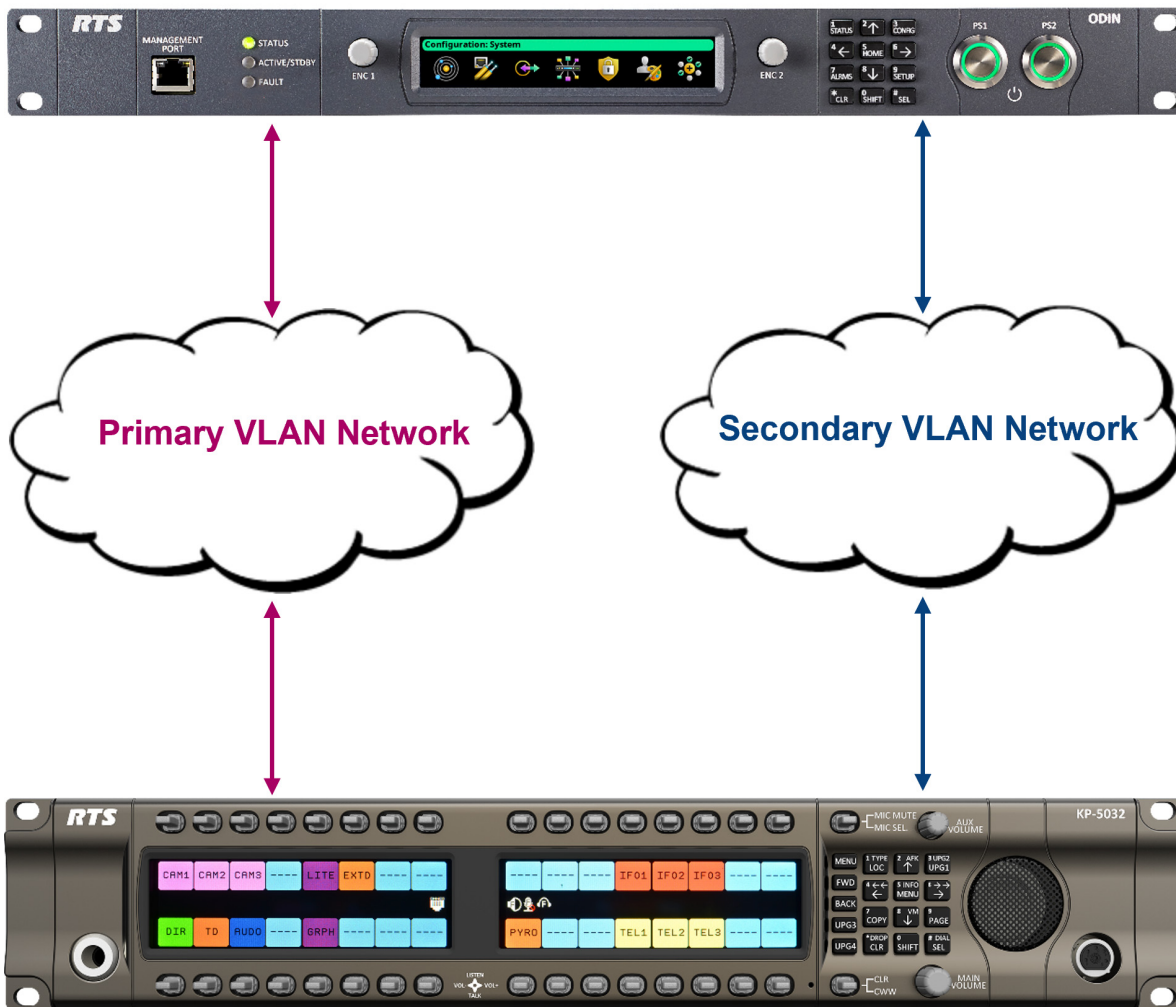 RTS
MANAGEMENT
PORT
STATUS
ACTIVE/STDBY
FAULT
ENC 1
Configuration: System
ENC 2
1 STATUS
2
3 CONFIG
4
5 HOME
6
7 ALRMS
8
9 SETUP
* CLR
0 SHIFT
# SEL
PS1
PS2
ODIN
Primary VLAN Network
Secondary VLAN Network
RTS
CAM1 CAM2 CAM3 ---- LITE EXTD ---- ----
DIR TD AUDO ---- GRPH ---- ---- ----
---- ---- ---- IFO1 IFO2 IFO3 ---- ----
PYRO ---- ---- TEL1 TEL2 TEL3 ---- ----
LISTEN
VOL- VOL+
TALK
MIC MUTE
MIC SEL
AUX
VOLUME
KP-5032
MENU
FWD
BACK
UPG3
UPG4
1 TYPE
LOC
2 AFK
3 UPG2
UPG1
4
5 INFO
MENU
6
7
COPY
8 VM
9
PAGE
* DROP
CLR
0
SHIFT
# DIAL
SEL
CLR
CWW
MAIN
VOLUME